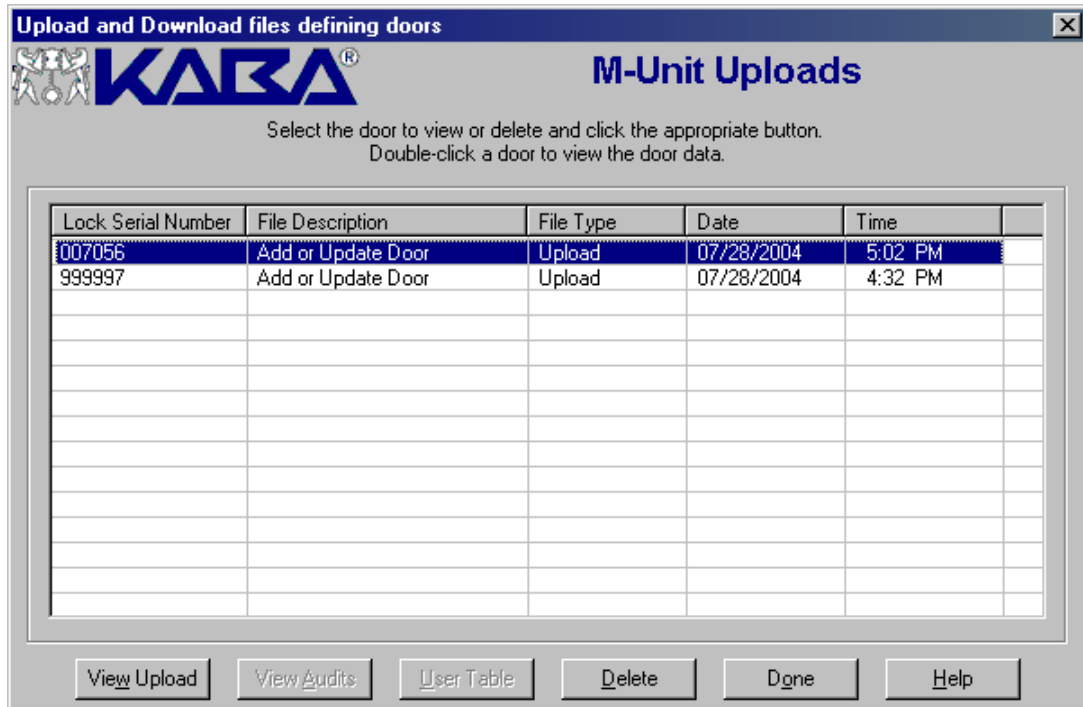 Upload and Download files defining doors
KABA®
M-Unit Uploads
Select the door to view or delete and click the appropriate button.
Double-click a door to view the door data.
Lock Serial Number File Description File Type Date Time
007056 Add or Update Door Upload 07/28/2004 5:02 PM
999997 Add or Update Door Upload 07/28/2004 4:32 PM
View Upload View Audits User Table Delete Done Help